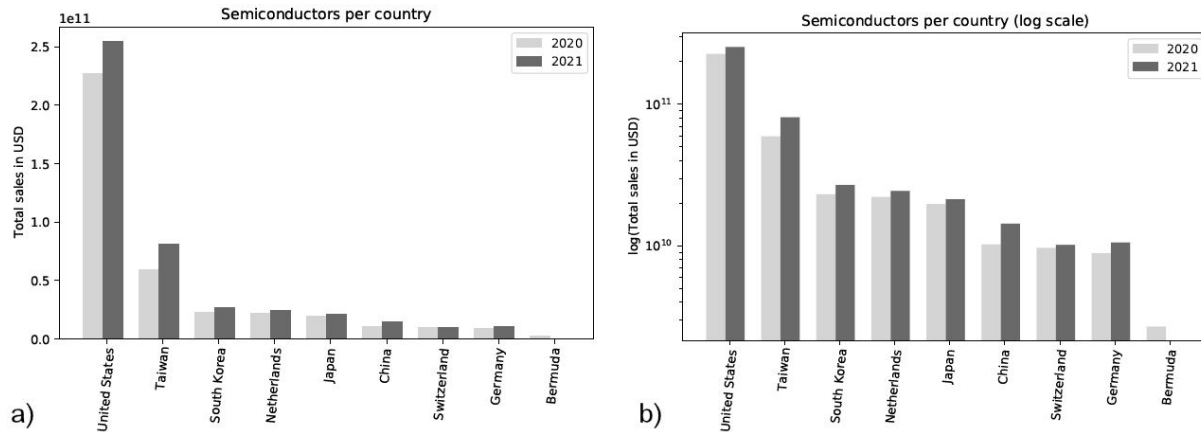 Semiconductors per country
1e11
2020
2021
2.5
2.0
1.5
1.0
0.5
0.0
Total sales in USD
United States
Taiwan
South Korea
Netherlands
Japan
China
Switzerland
Germany
Bermuda
a)
Semiconductors per country (log scale)
2020
2021
10¹¹
10¹⁰
log(Total sales in USD)
United States
Taiwan
South Korea
Netherlands
Japan
China
Switzerland
Germany
Bermuda
b)